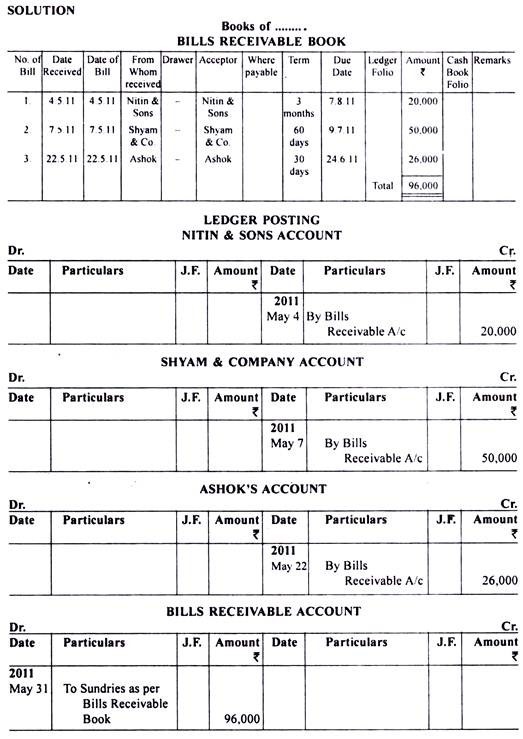 SOLUTION
Books of .........
BILLS RECEIVABLE BOOK
No. of Bill | Date Received | Date of Bill | From Whom received | Drawer | Acceptor | Where payable | Term | Due Date | Ledger Folio | Amount ₹ | Cash Book Folio | Remarks
1. | 4 5 11 | 4 5 11 | Nitin & Sons | – | Nitin & Sons | | 3 months | 7.8.11 | | 20,000
2 | 7 5 11 | 7.5.11 | Shyam & Co. | – | Shyam & Co | | 60 days | 9.7.11 | | 50,000
3. | 22.5 11 | 22.5.11 | Ashok | – | Ashok | | 30 days | 24 6 11 | | 26,000
Total | 96,000
LEDGER POSTING
NITIN & SONS ACCOUNT
Dr. Cr.
Date | Particulars | J.F. | Amount ₹ | Date | Particulars | J.F. | Amount ₹
2011
May 4 | By Bills
Receivable A/c | 20,000
SHYAM & COMPANY ACCOUNT
Dr. Cr.
Date | Particulars | J.F. | Amount ₹ | Date | Particulars | J.F. | Amount ₹
2011
May 7 | By Bills
Receivable A/c | 50,000
ASHOK'S ACCOUNT
Dr. Cr.
Date | Particulars | J.F. | Amount ₹ | Date | Particulars | J.F. | Amount ₹
2011
May 22 | By Bills
Receivable A/c | 26,000
BILLS RECEIVABLE ACCOUNT
Dr. Cr.
Date | Particulars | J.F. | Amount ₹ | Date | Particulars | J.F. | Amount ₹
2011
May 31 | To Sundries as per
Bills Receivable
Book | 96,000